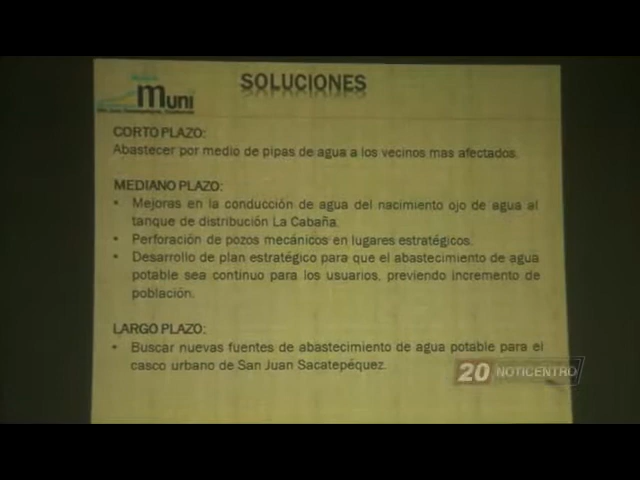 SOLUCIONES
Muni
CORTO PLAZO:
Abastecer por medio de pipas de agua a los vecinos mas afectados.
MEDIANO PLAZO:
• Mejoras en la conducción de agua del nacimiento ojo de agua al
tanque de distribución La Cabaña.
• Perforación de pozos mecánicos en lugares estratégicos.
• Desarrollo de plan estratégico para que el abastecimiento de agua
potable sea continuo para los usuarios, previendo incremento de
población.
LARGO PLAZO:
• Buscar nuevas fuentes de abastecimiento de agua potable para el
casco urbano de San Juan Sacatepéquez.
20 NOTICENTRO